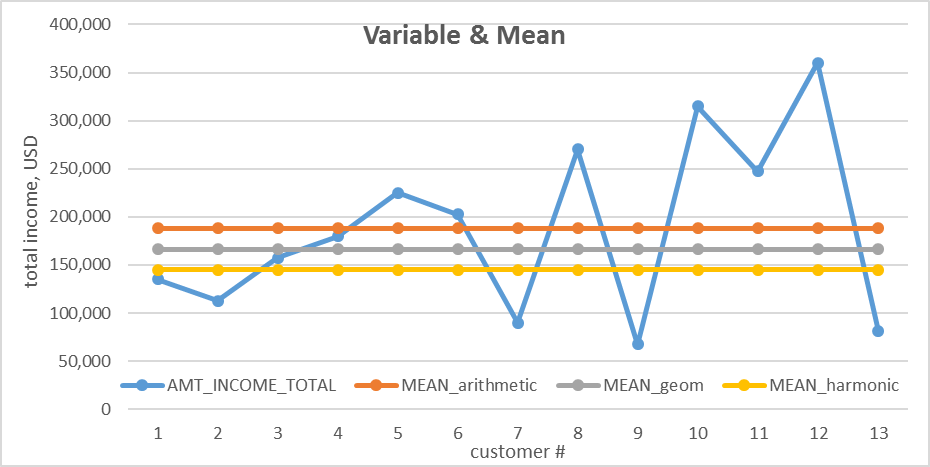 Variable & Mean
total income, USD
400,000
350,000
300,000
250,000
200,000
150,000
100,000
50,000
0
AMT_INCOME_TOTAL MEAN_arithmetic MEAN_geom MEAN_harmonic
1 2 3 4 5 6 7 8 9 10 11 12 13
customer #